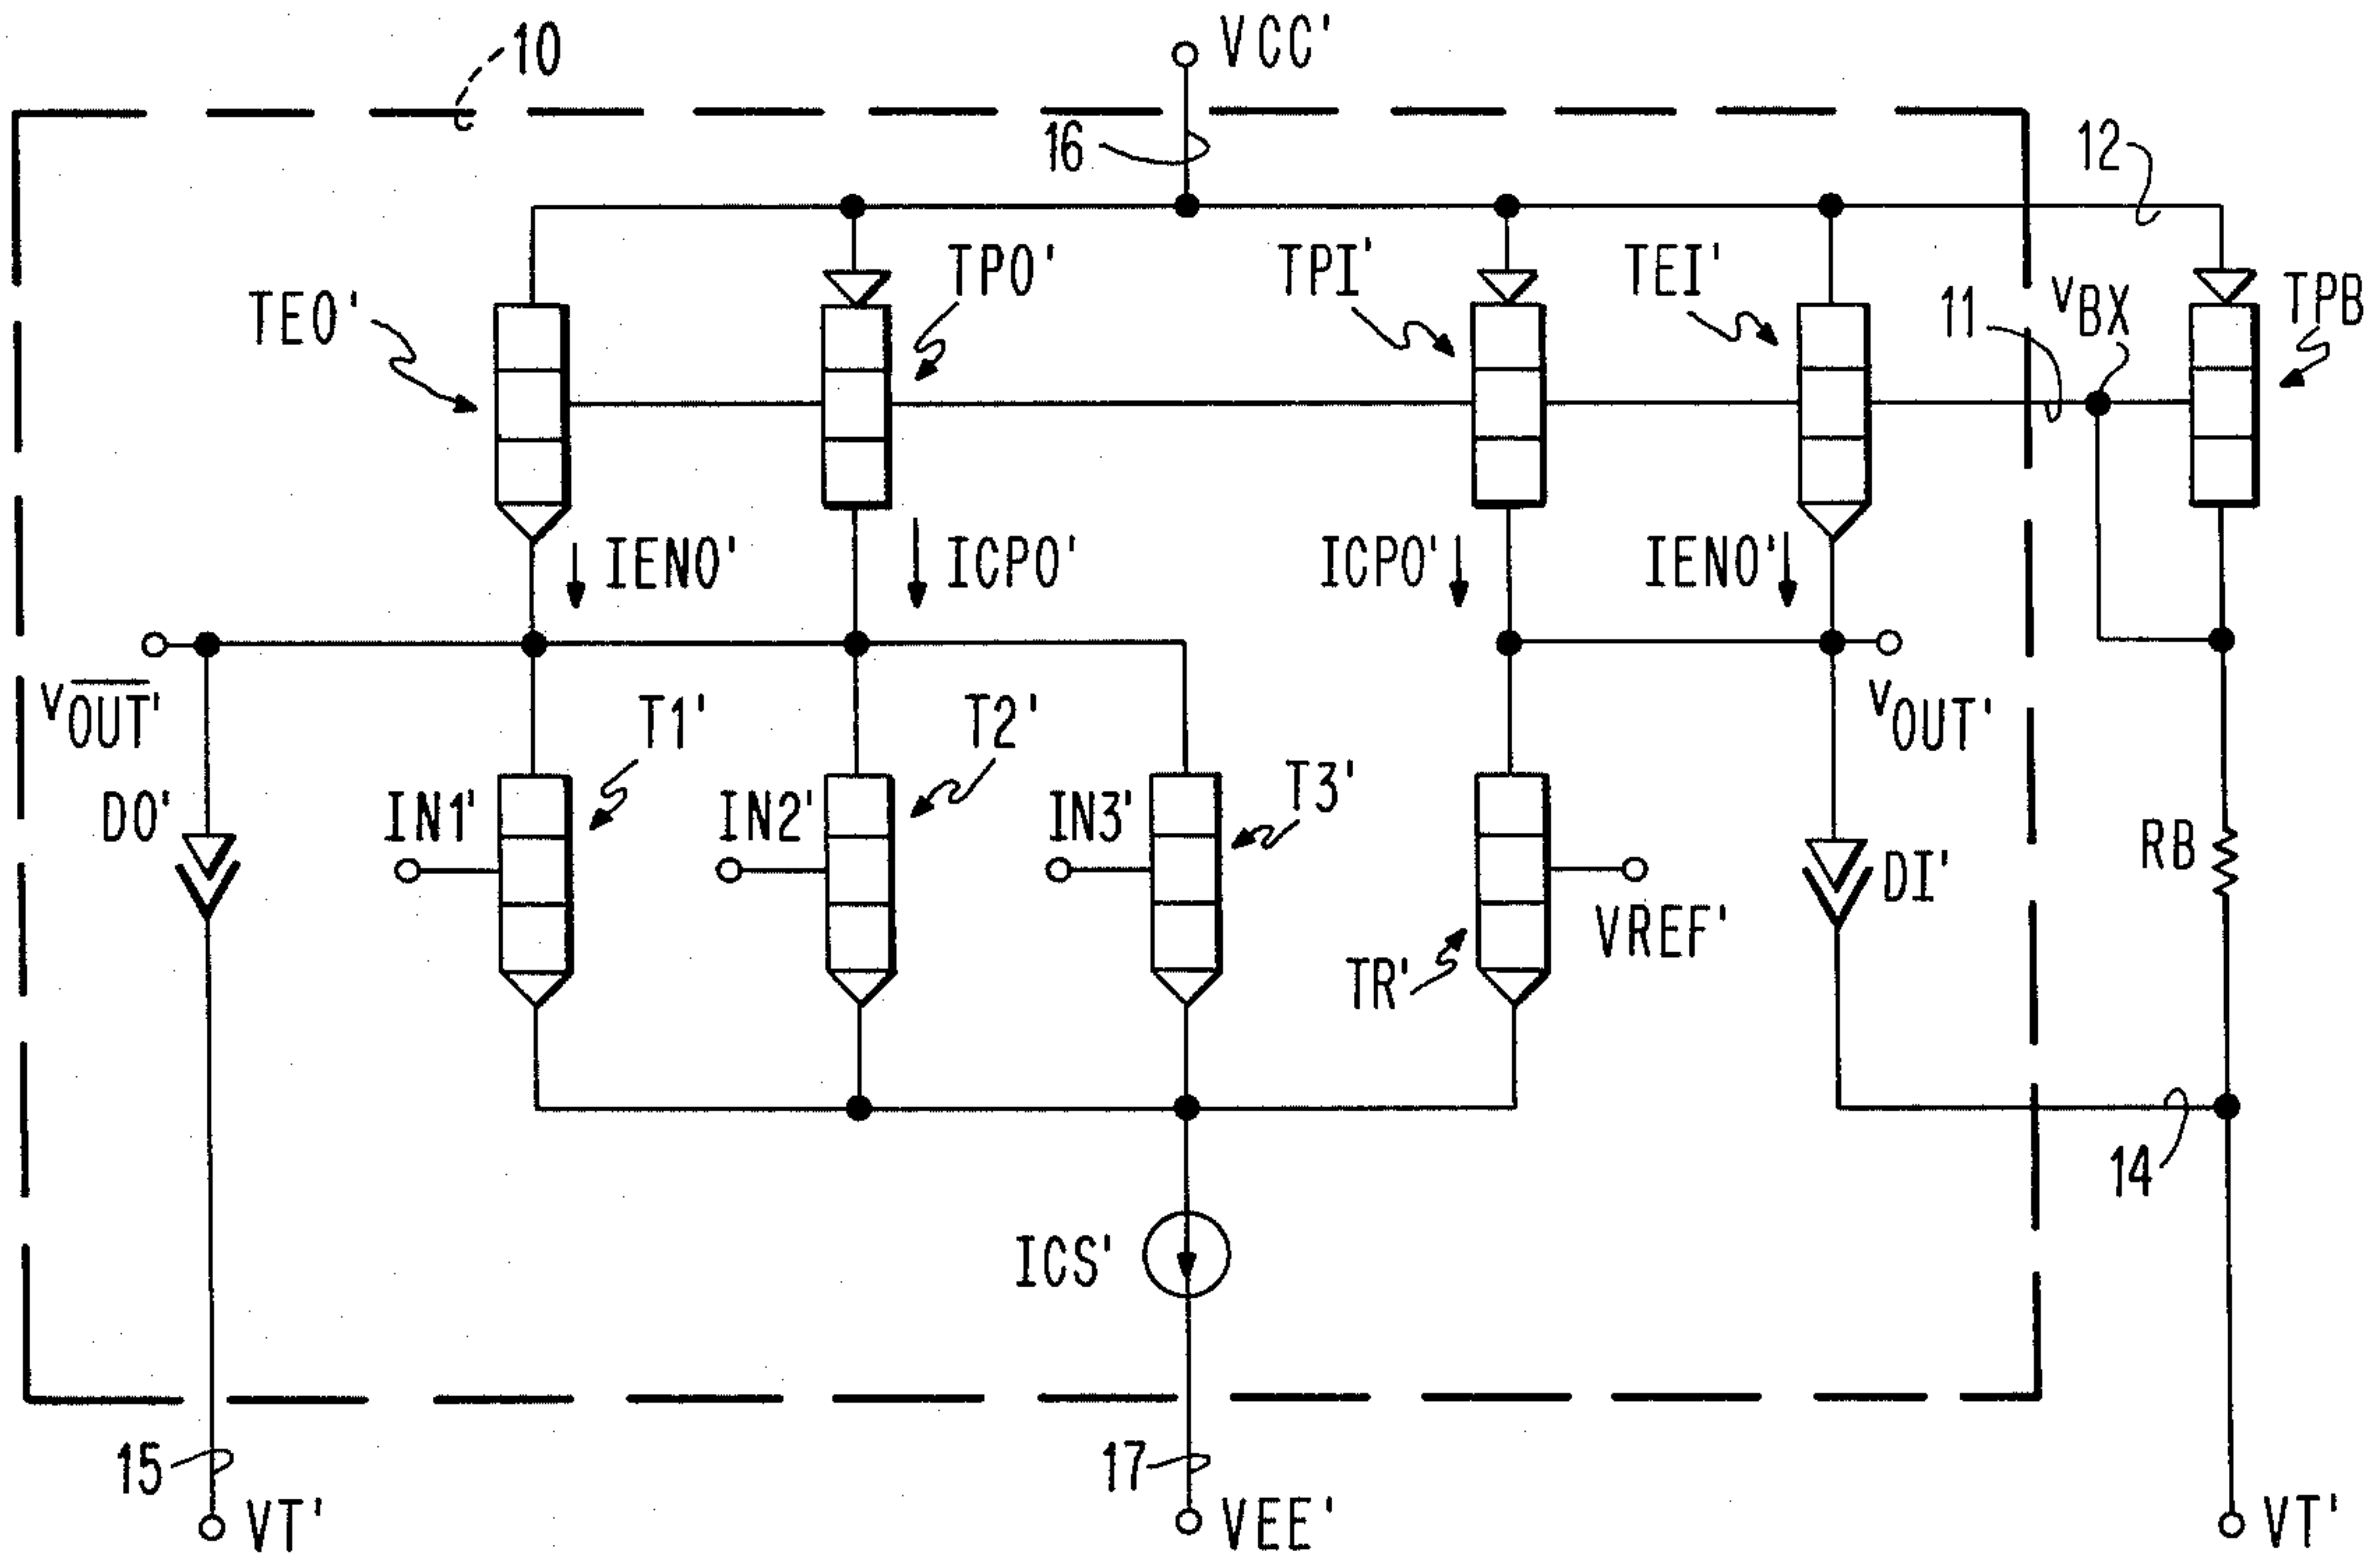 10
VCC'
16
12
TEO'
TPO'
TPI'
TEI'
11
VBX
TPB
IENO'
ICPO'
ICPO'
IENO'
VOUT'
T1'
T2'
T3'
VOUT'
DO'
IN1'
IN2'
IN3'
TR'
VREF'
DI'
RB
14
ICS'
15
VT'
17
VEE'
VT'